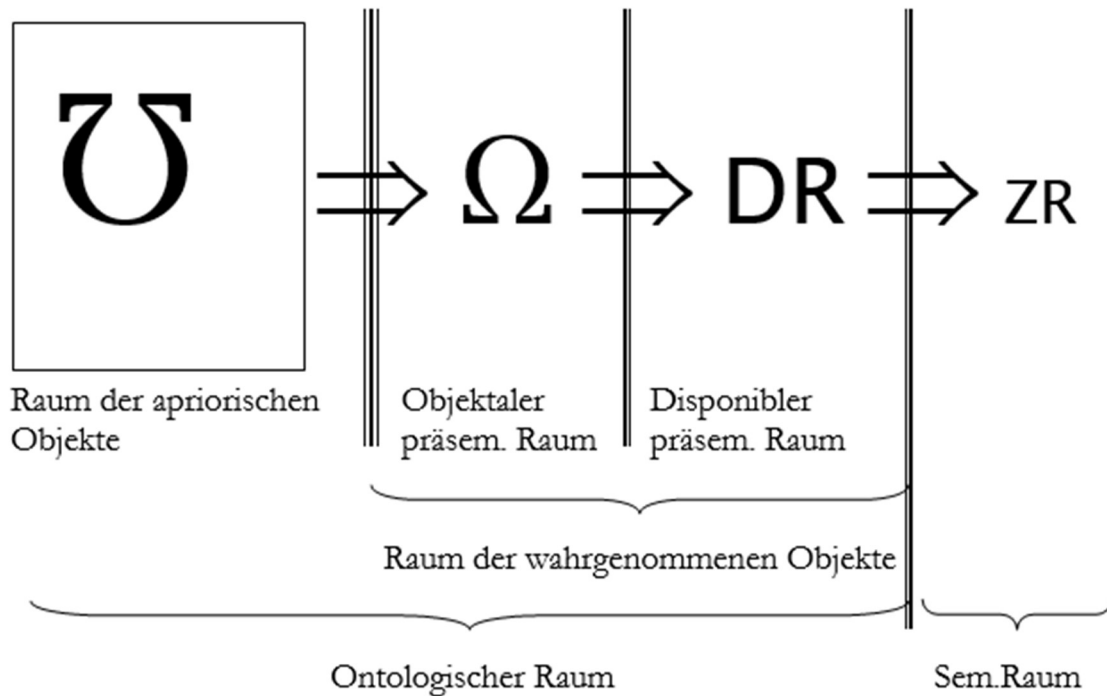 ℧ ⇒ Ω ⇒ DR ⇒ ZR
Raum der apriorischen
Objekte
Objektaler
präsem. Raum
Disponibler
präsem. Raum
Raum der wahrgenommenen Objekte
Ontologischer Raum
Sem.Raum